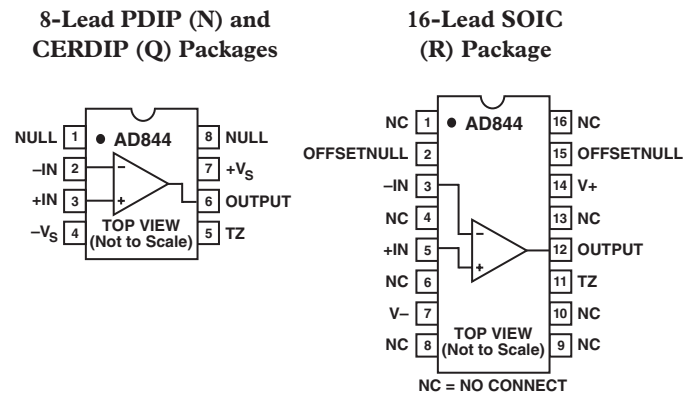 8-Lead PDIP (N) and
CERDIP (Q) Packages
NULL 1
–IN 2
+IN 3
–VS 4
AD844
–
+
TOP VIEW
(Not to Scale)
8 NULL
7 +VS
6 OUTPUT
5 TZ
16-Lead SOIC
(R) Package
NC 1
OFFSETNULL 2
–IN 3
NC 4
+IN 5
NC 6
V– 7
NC 8
AD844
–
+
TOP VIEW
(Not to Scale)
16 NC
15 OFFSETNULL
14 V+
13 NC
12 OUTPUT
11 TZ
10 NC
9 NC
NC = NO CONNECT